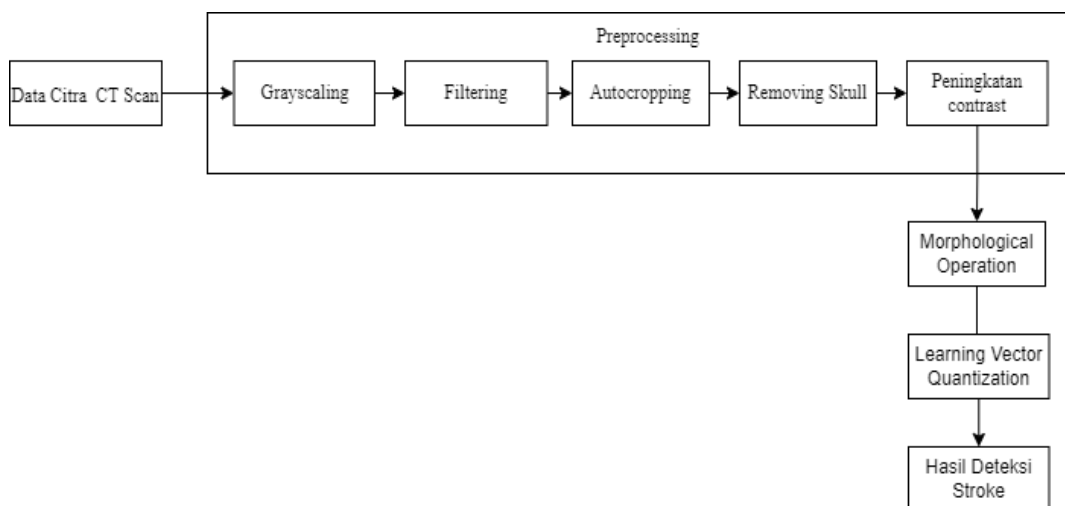 Preprocessing
Data Citra CT Scan
Grayscaling
Filtering
Autocropping
Removing Skull
Peningkatan
contrast
Morphological
Operation
Learning Vector
Quantization
Hasil Deteksi
Stroke